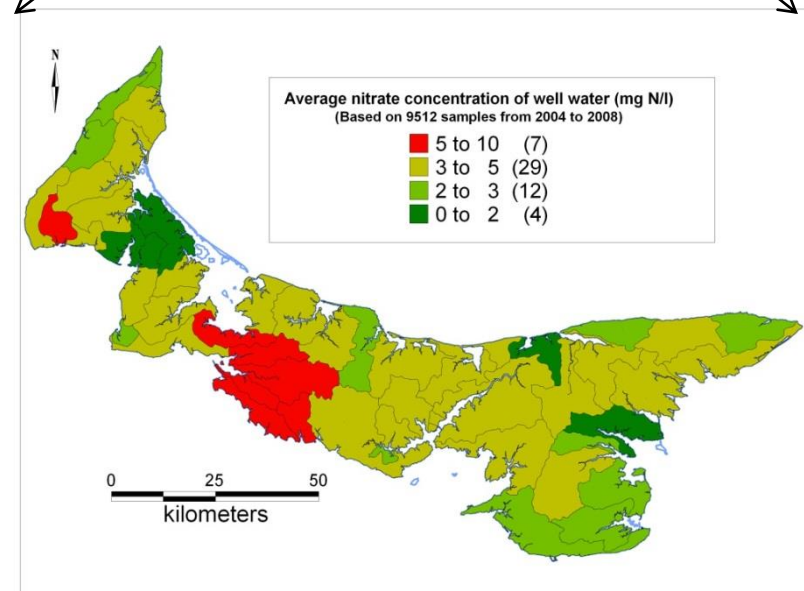 N
Average nitrate concentration of well water (mg N/l)
(Based on 9512 samples from 2004 to 2008)
5 to 10 (7)
3 to 5 (29)
2 to 3 (12)
0 to 2 (4)
0 25 50
kilometers